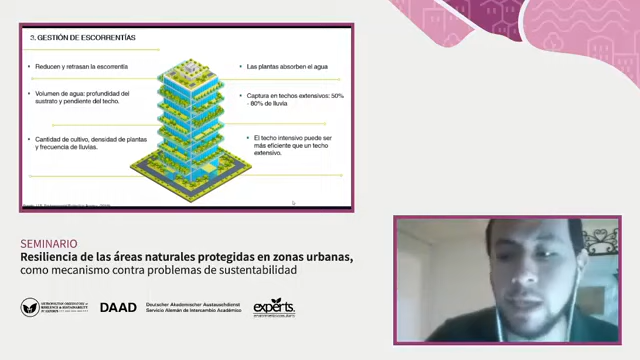 3. GESTIÓN DE ESCORRENTÍAS
Reducen y retrasan la escorrentía
Volumen de agua: profundidad del
sustrato y pendiente del techo.
Cantidad de cultivo, densidad de plantas
y frecuencia de lluvias.
Las plantas absorben el agua
Captura en techos extensivos: 50%
- 80% de lluvia
El techo intensivo puede ser
más eficiente que un techo
extensivo.
SEMINARIO
Resiliencia de las áreas naturales protegidas en zonas urbanas,
como mecanismo contra problemas de sustentabilidad
DAAD
Deutscher Akademischer Austauschdienst
Servicio Alemán de Intercambio Académico
experts.